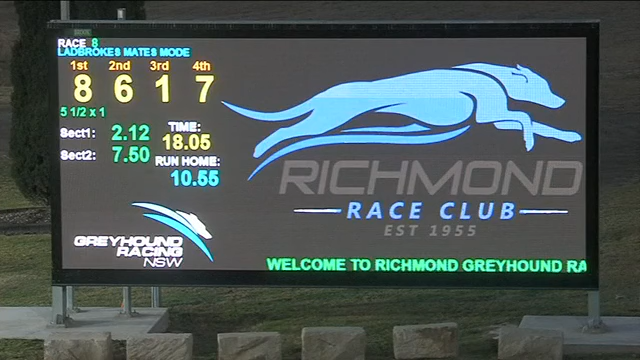 RACE 8
LADBROKES MATES MODE
1st 2nd 3rd 4th
8 6 1 7
5 1/2 x 1
Sect1: 2.12
Sect2: 7.50
TIME:
18.05
RUN HOME:
10.55
GREYHOUND
RACING
NSW
RICHMOND
RACE CLUB
EST 1955
WELCOME TO RICHMOND GREYHOUND RA